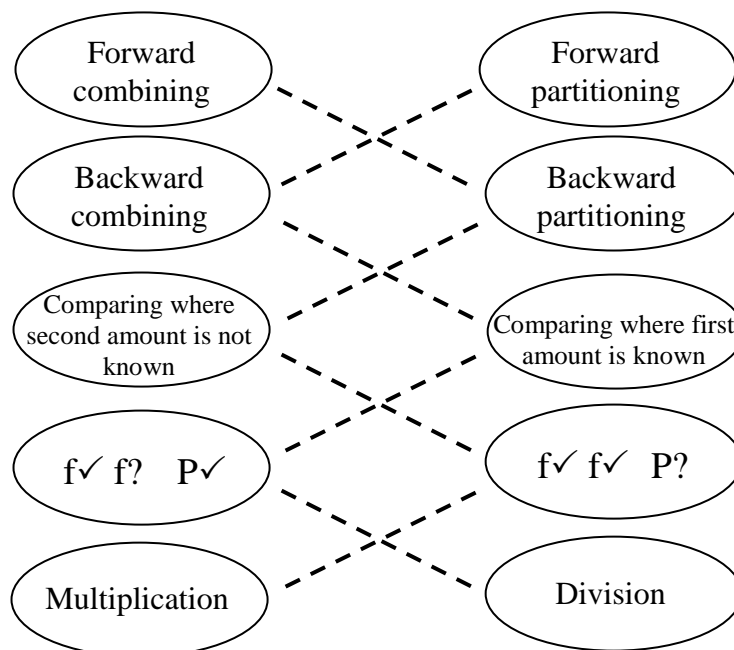 Forward
combining
Forward
partitioning
Backward
combining
Backward
partitioning
Comparing where
second amount is not
known
Comparing where first
amount is known
f✓ f? P✓
f✓ f✓ P?
Multiplication
Division